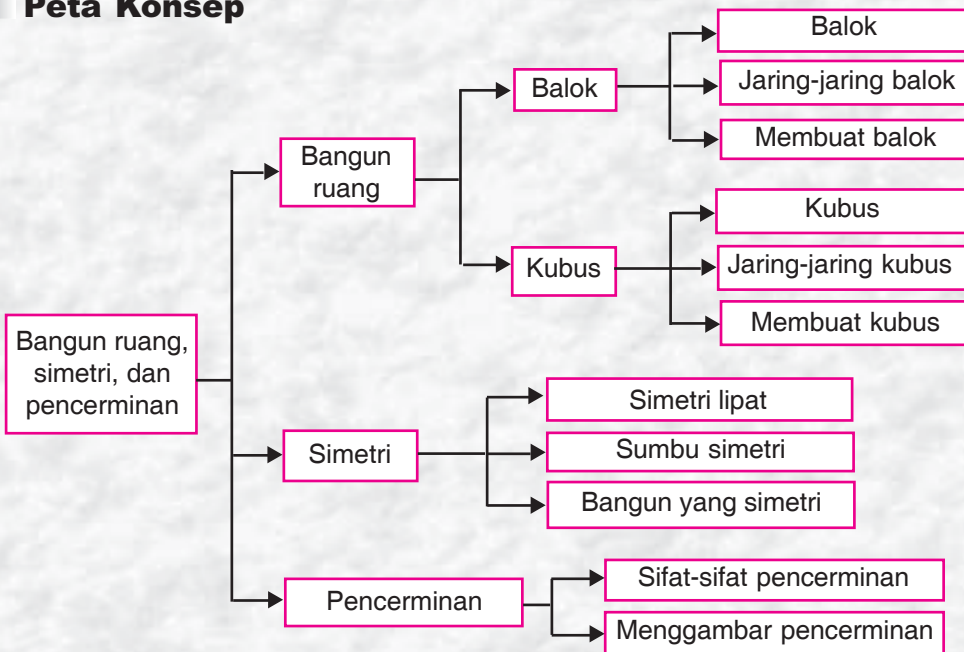 Peta Konsep
Bangun ruang,
simetri, dan
pencerminan
Bangun
ruang
Balok
Balok
Jaring-jaring balok
Membuat balok
Kubus
Kubus
Jaring-jaring kubus
Membuat kubus
Simetri
Simetri lipat
Sumbu simetri
Bangun yang simetri
Pencerminan
Sifat-sifat pencerminan
Menggambar pencerminan